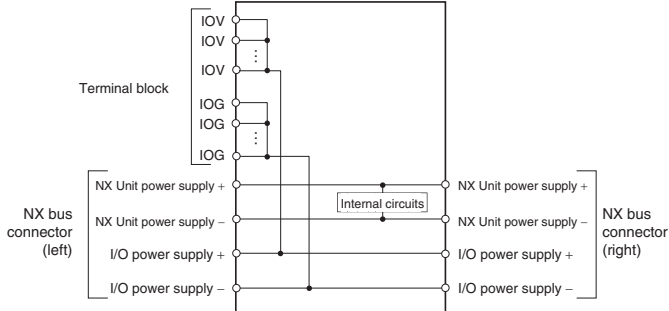 IOV
IOV
IOV
Terminal block
IOG
IOG
IOG
NX bus
connector
(left)
NX Unit power supply +
NX Unit power supply −
I/O power supply +
I/O power supply −
Internal circuits
NX Unit power supply +
NX Unit power supply −
I/O power supply +
I/O power supply −
NX bus
connector
(right)